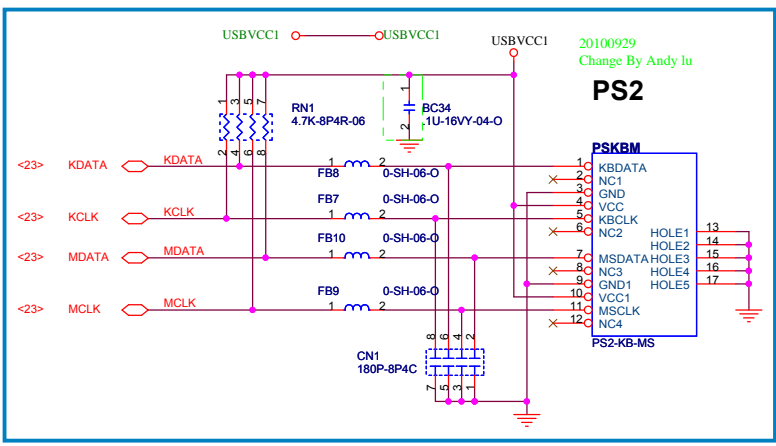 USBVCC1 USBVCC1 USBVCC1
20100929
Change By Andy lu
PS2
1 3 5 7
RN1
4.7K-8P4R-06
2 4 6 8
1
BC34
.1U-16VY-04-O
2
PSKBM
<23> KDATA KDATA 1 2 1 KBDATA
FB8 0-SH-06-O
2 NC1
3 GND
4 VCC
FB7 0-SH-06-O
<23> KCLK KCLK 1 2 5 KBCLK
6 NC2 HOLE1 13
FB10 0-SH-06-O
HOLE2 14
<23> MDATA MDATA 1 2 7 MSDATA HOLE3 15
8 NC3 HOLE4 16
9 GND1 HOLE5 17
FB9 0-SH-06-O
10 VCC1
<23> MCLK MCLK 1 2 11 MSCLK
12 NC4
PS2-KB-MS
8 6 4 2
CN1
180P-8P4C
7 5 3 1